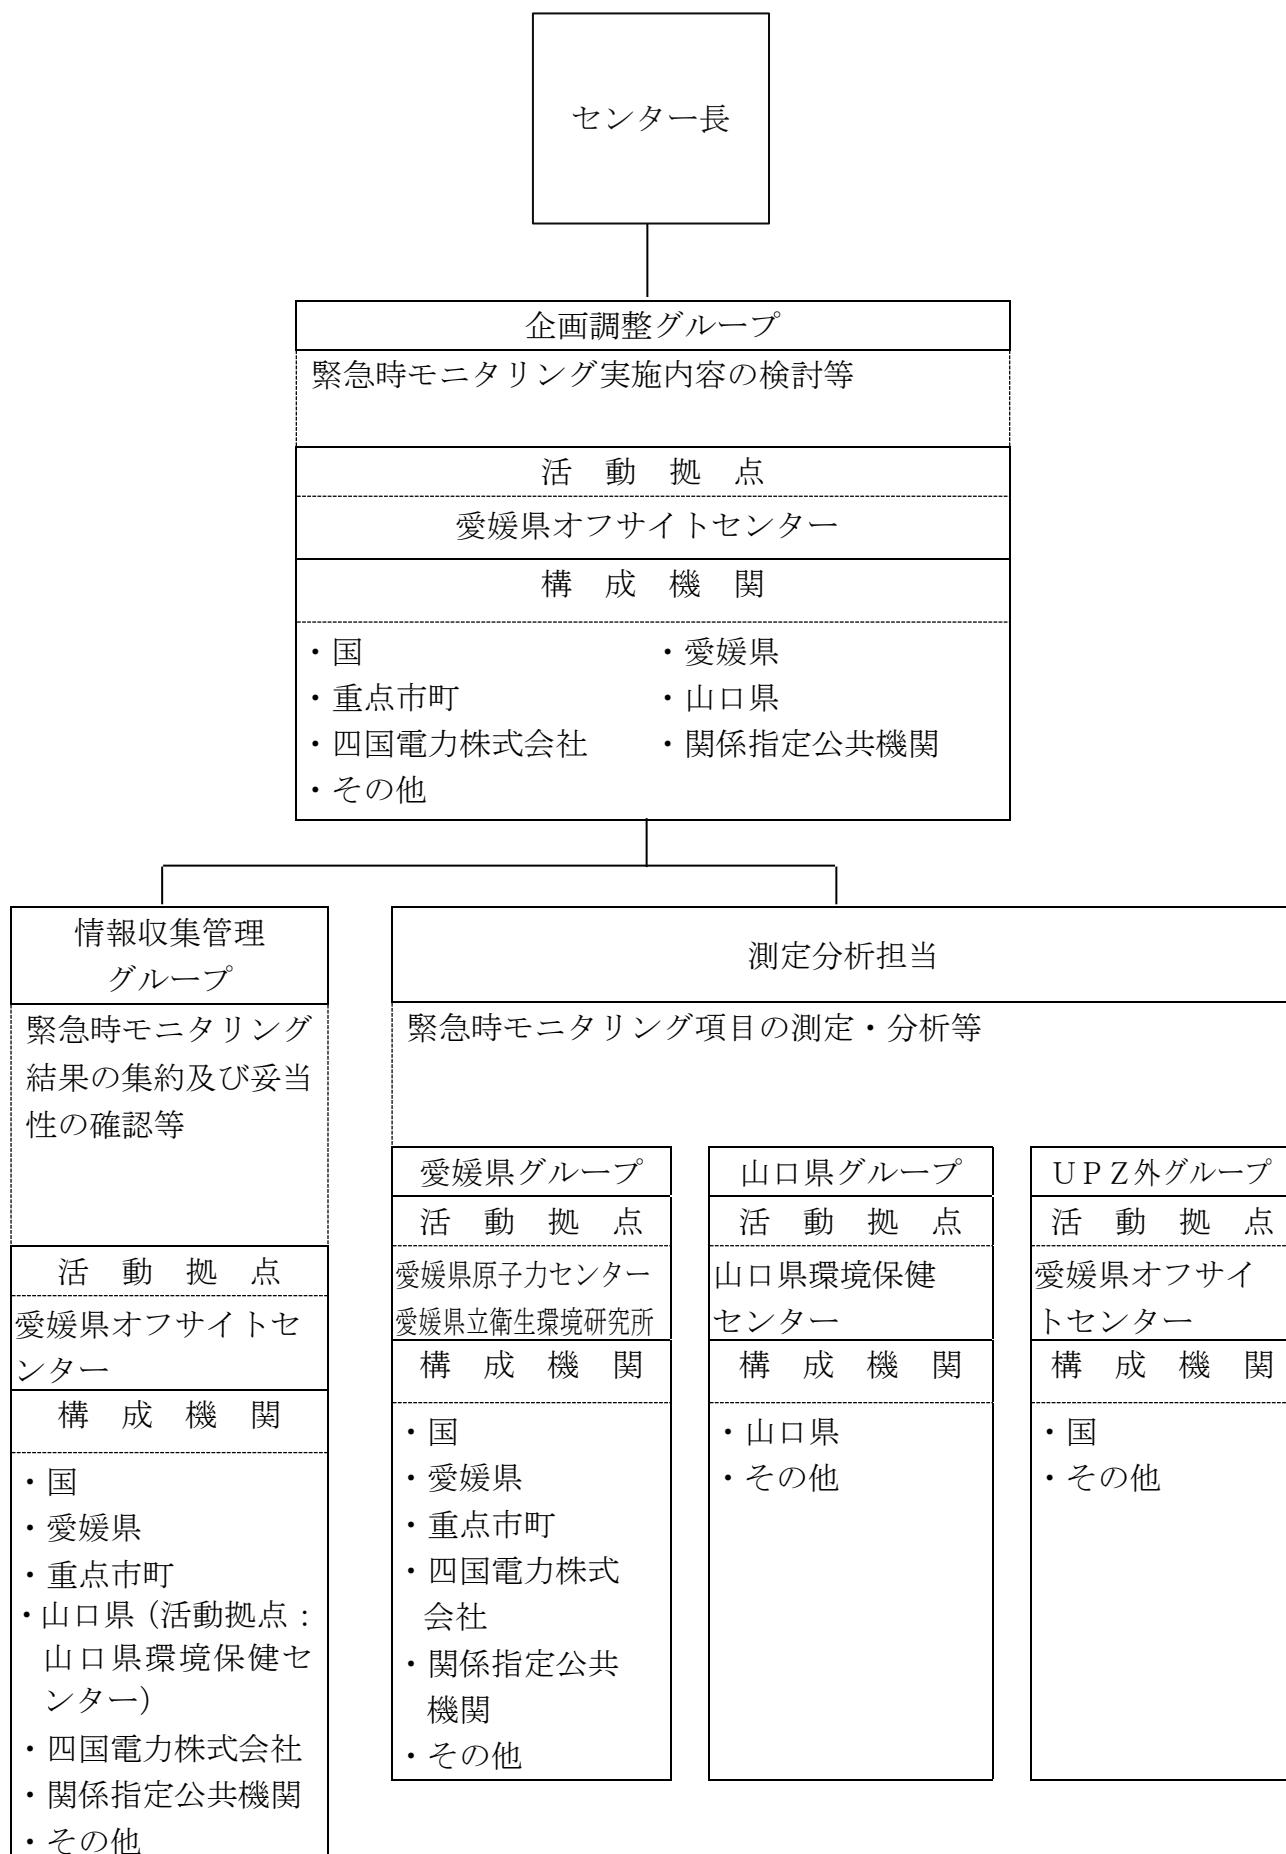 センター長
企画調整グループ
緊急時モニタリング実施内容の検討等
活 動 拠 点
愛媛県オフサイトセンター
構 成 機 関
・国 ・愛媛県
・重点市町 ・山口県
・四国電力株式会社 ・関係指定公共機関
・その他
情報収集管理
グループ
緊急時モニタリング
結果の集約及び妥当
性の確認等
活 動 拠 点
愛媛県オフサイトセ
ンター
構 成 機 関
・国
・愛媛県
・重点市町
・山口県（活動拠点：
山口県環境保健セ
ンター）
・四国電力株式会社
・関係指定公共機関
・その他
測定分析担当
緊急時モニタリング項目の測定・分析等
愛媛県グループ
活 動 拠 点
愛媛県原子力センター
愛媛県立衛生環境研究所
構 成 機 関
・国
・愛媛県
・重点市町
・四国電力株式
会社
・関係指定公共
機関
・その他
山口県グループ
活 動 拠 点
山口県環境保健
センター
構 成 機 関
・山口県
・その他
ＵＰＺ外グループ
活 動 拠 点
愛媛県オフサイ
トセンター
構 成 機 関
・国
・その他